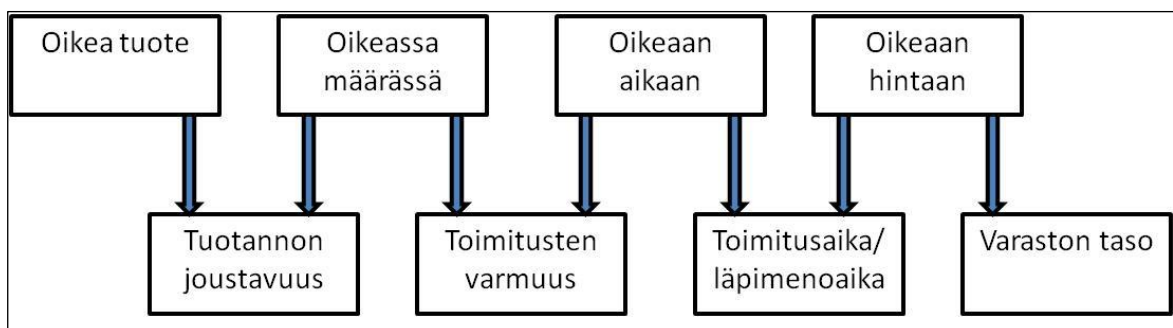 Oikea tuote
Oikeassa
määrässä
Oikeaan
aikaan
Oikeaan
hintaan
Tuotannon
joustavuus
Toimitusten
varmuus
Toimitusaika/
läpimenoaika
Varaston taso